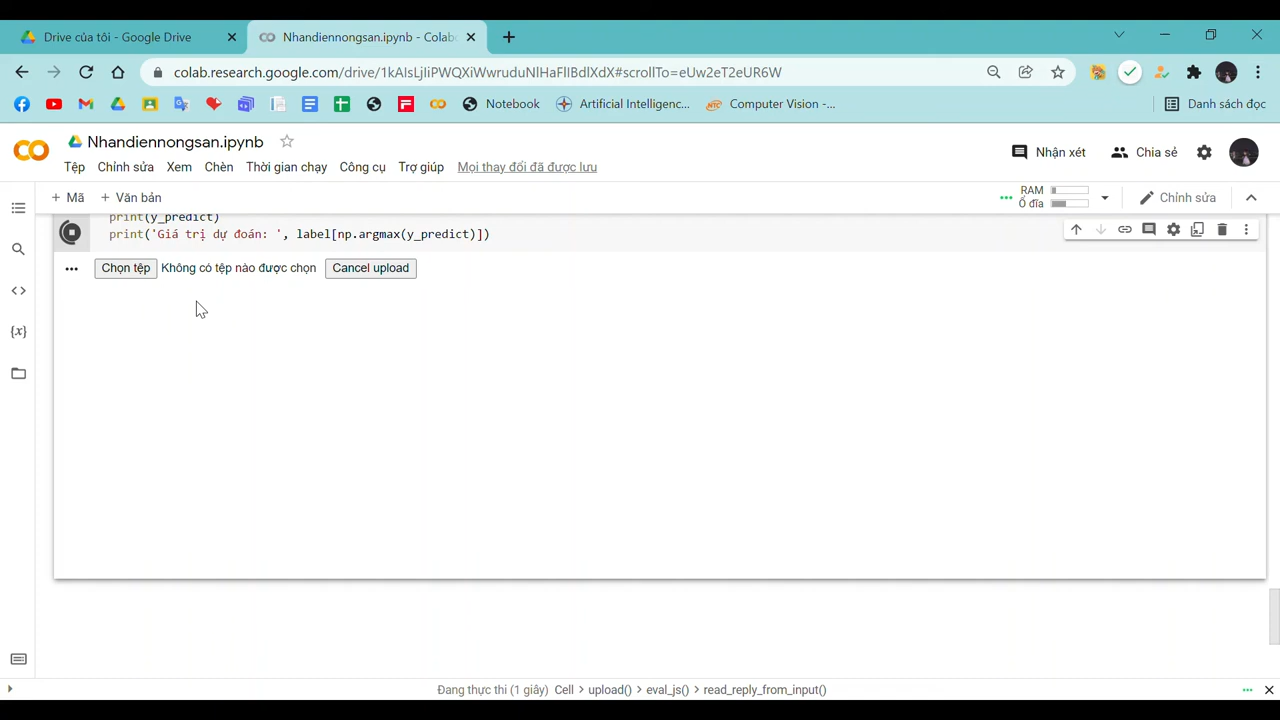 Drive của tôi - Google Drive
Nhandiennongsan.ipynb - Colab
colab.research.google.com/drive/1kAIsLjIiPWQXiWwruduNlHaFlIBdlXdX#scrollTo=eUw2eT2eUR6W
Notebook
Artificial Intelligenc...
Computer Vision -...
Danh sách đọc
Nhandiennongsan.ipynb
Nhận xét
Chia sẻ
Tệp Chỉnh sửa Xem Chèn Thời gian chạy Công cụ Trợ giúp Mọi thay đổi đã được lưu
+ Mã + Văn bản
RAM
Ổ đĩa
Chỉnh sửa
print(y_predict)
print('Giá trị dự đoán: ', label[np.argmax(y_predict)])
Chọn tệp Không có tệp nào được chọn Cancel upload
Đang thực thi (1 giây) Cell > upload() > eval_js() > read_reply_from_input()